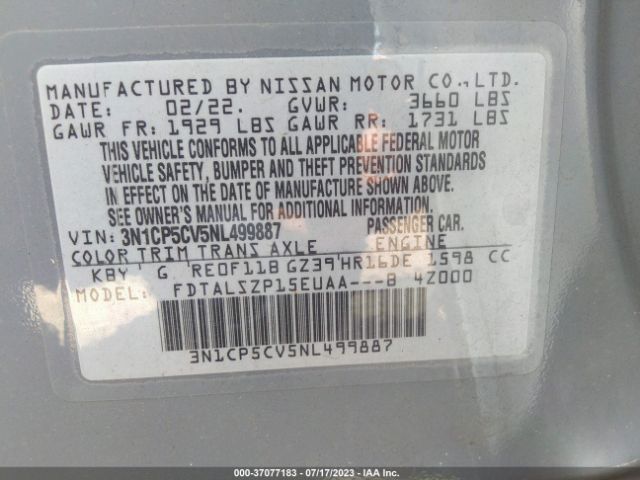 MANUFACTURED BY NISSAN MOTOR CO.,LTD.
DATE: 02/22. GVWR: 3660 LBS
GAWR FR: 1929 LBS GAWR RR: 1731 LBS
THIS VEHICLE CONFORMS TO ALL APPLICABLE FEDERAL MOTOR
VEHICLE SAFETY, BUMPER AND THEFT PREVENTION STANDARDS
IN EFFECT ON THE DATE OF MANUFACTURE SHOWN ABOVE.
SEE OWNER'S MANUAL FOR ADDITIONAL INFORMATION.
VIN: 3N1CP5CV5NL499887 PASSENGER CAR.
COLOR TRIM TRANS AXLE ENGINE
KBY G RE0F11B GZ39 HR16DE 1598 CC
MODEL: FDTALSZP15EUAA---B 4Z000
3N1CP5CV5NL499887
000-37077183 | 07/17/2023 - IAA Inc.